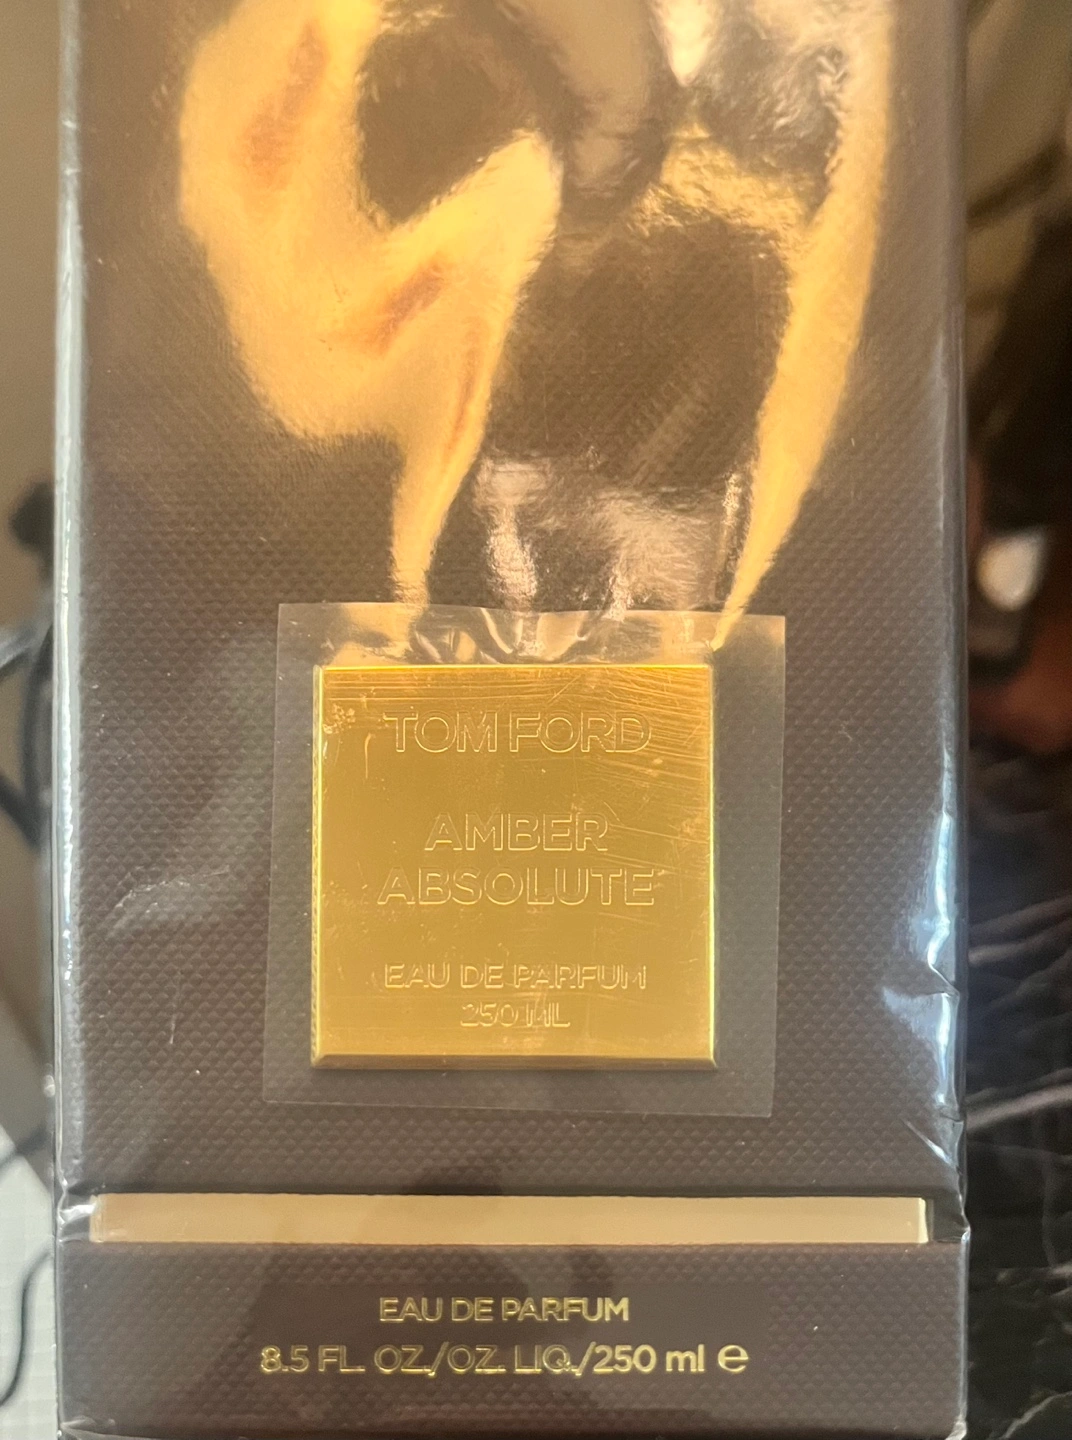 TOM FORD
AMBER
ABSOLUTE
EAU DE PARFUM
250 ML
EAU DE PARFUM
8.5 FL. OZ./OZ. LIQ./250 ml ℮